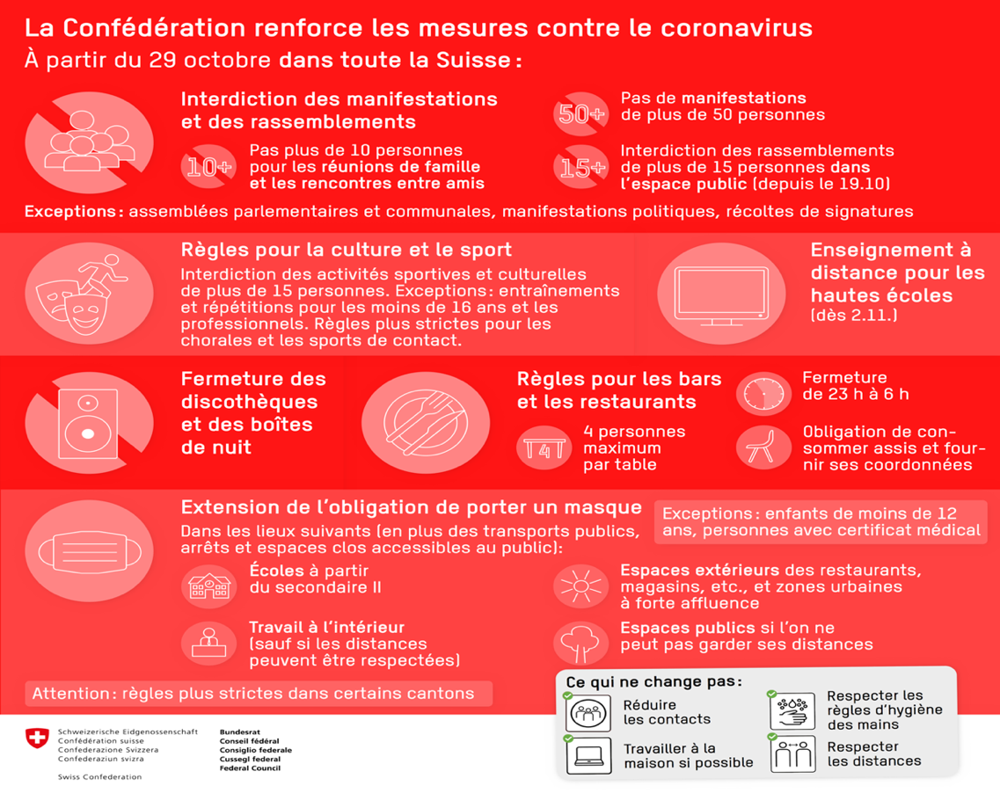 La Confédération renforce les mesures contre le coronavirus
À partir du 29 octobre dans toute la Suisse :
Interdiction des manifestations
et des rassemblements
10+
Pas plus de 10 personnes
pour les réunions de famille
et les rencontres entre amis
50+
Pas de manifestations
de plus de 50 personnes
15+
Interdiction des rassemblements
de plus de 15 personnes dans
l'espace public (depuis le 19.10)
Exceptions : assemblées parlementaires et communales, manifestations politiques, récoltes de signatures
Règles pour la culture et le sport
Interdiction des activités sportives et culturelles
de plus de 15 personnes. Exceptions : entraînements
et répétitions pour les moins de 16 ans et les
professionnels. Règles plus strictes pour les
chorales et les sports de contact.
Enseignement à
distance pour les
hautes écoles
(dès 2.11.)
Fermeture des
discothèques
et des boîtes
de nuit
Règles pour les bars
et les restaurants
4
4 personnes
maximum
par table
Fermeture
de 23 h à 6 h
Obligation de con-
sommer assis et four-
nir ses coordonnées
Extension de l'obligation de porter un masque
Dans les lieux suivants (en plus des transports publics,
arrêts et espaces clos accessibles au public):
Exceptions : enfants de moins de 12
ans, personnes avec certificat médical
Écoles à partir
du secondaire II
Travail à l'intérieur
(sauf si les distances
peuvent être respectées)
Espaces extérieurs des restaurants,
magasins, etc., et zones urbaines
à forte affluence
Espaces publics si l'on ne
peut pas garder ses distances
Attention : règles plus strictes dans certains cantons
Ce qui ne change pas :
Réduire
les contacts
Respecter les
règles d'hygiène
des mains
Travailler à la
maison si possible
Respecter
les distances
Schweizerische Eidgenossenschaft
Confédération suisse
Confederazione Svizzera
Confederaziun svizra
Swiss Confederation
Bundesrat
Conseil fédéral
Consiglio federale
Cussegl federal
Federal Council